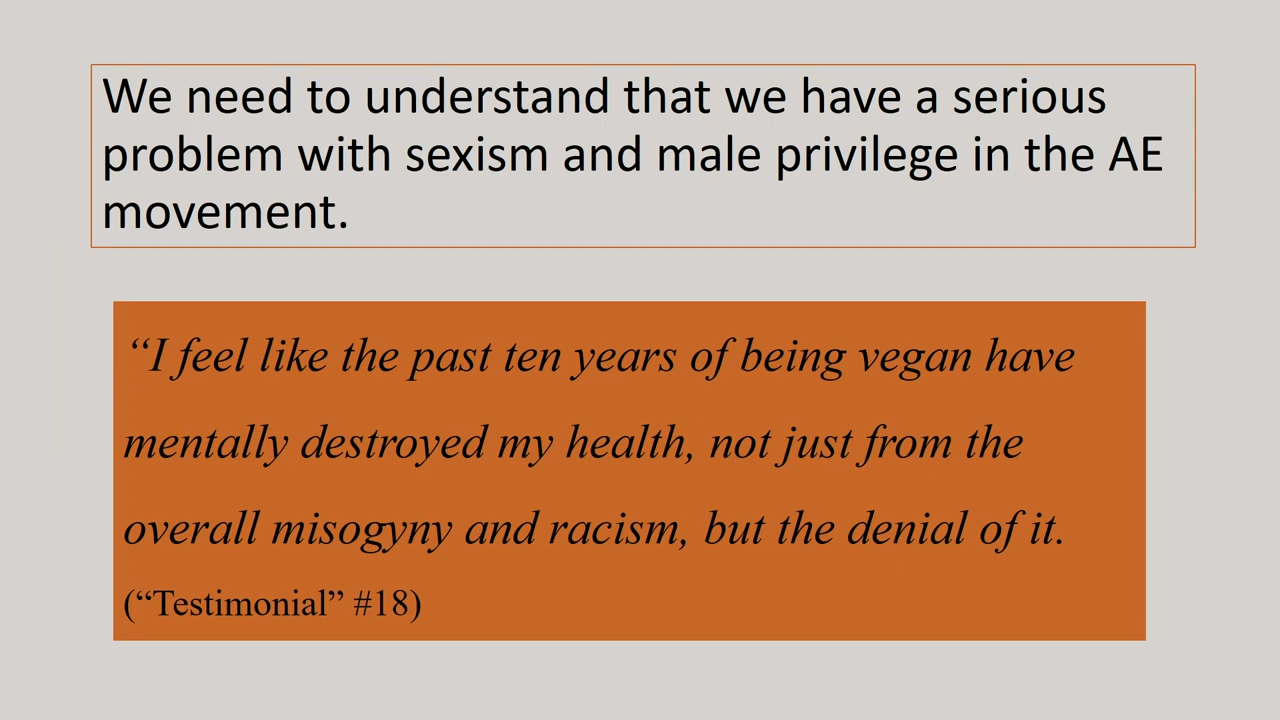 We need to understand that we have a serious
problem with sexism and male privilege in the AE
movement.
“I feel like the past ten years of being vegan have
mentally destroyed my health, not just from the
overall misogyny and racism, but the denial of it.
(“Testimonial” #18)